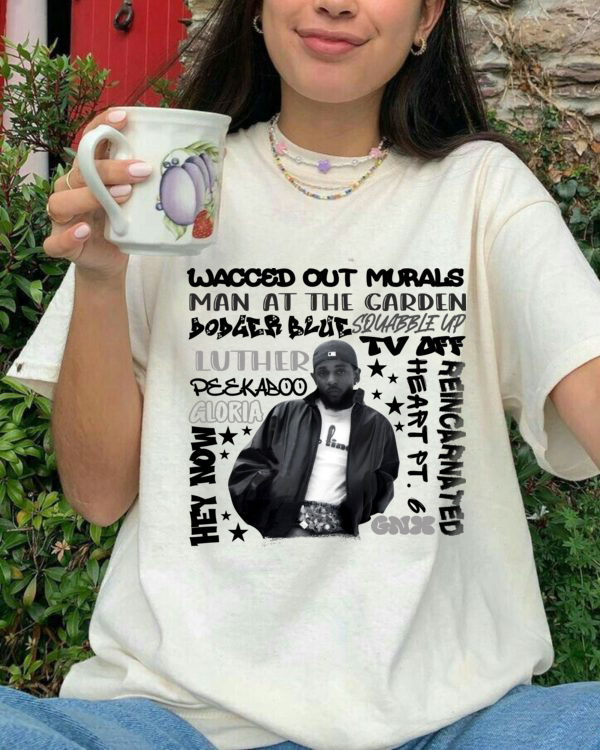 WACCED OUT MURALS
MAN AT THE GARDEN
DODGER BLUE
SQUABBLE UP
TV OFF
LUTHER
PEEKABOO
GLORIA
HEY NOW
HEART PT. 6
REINCARNATED
GNX